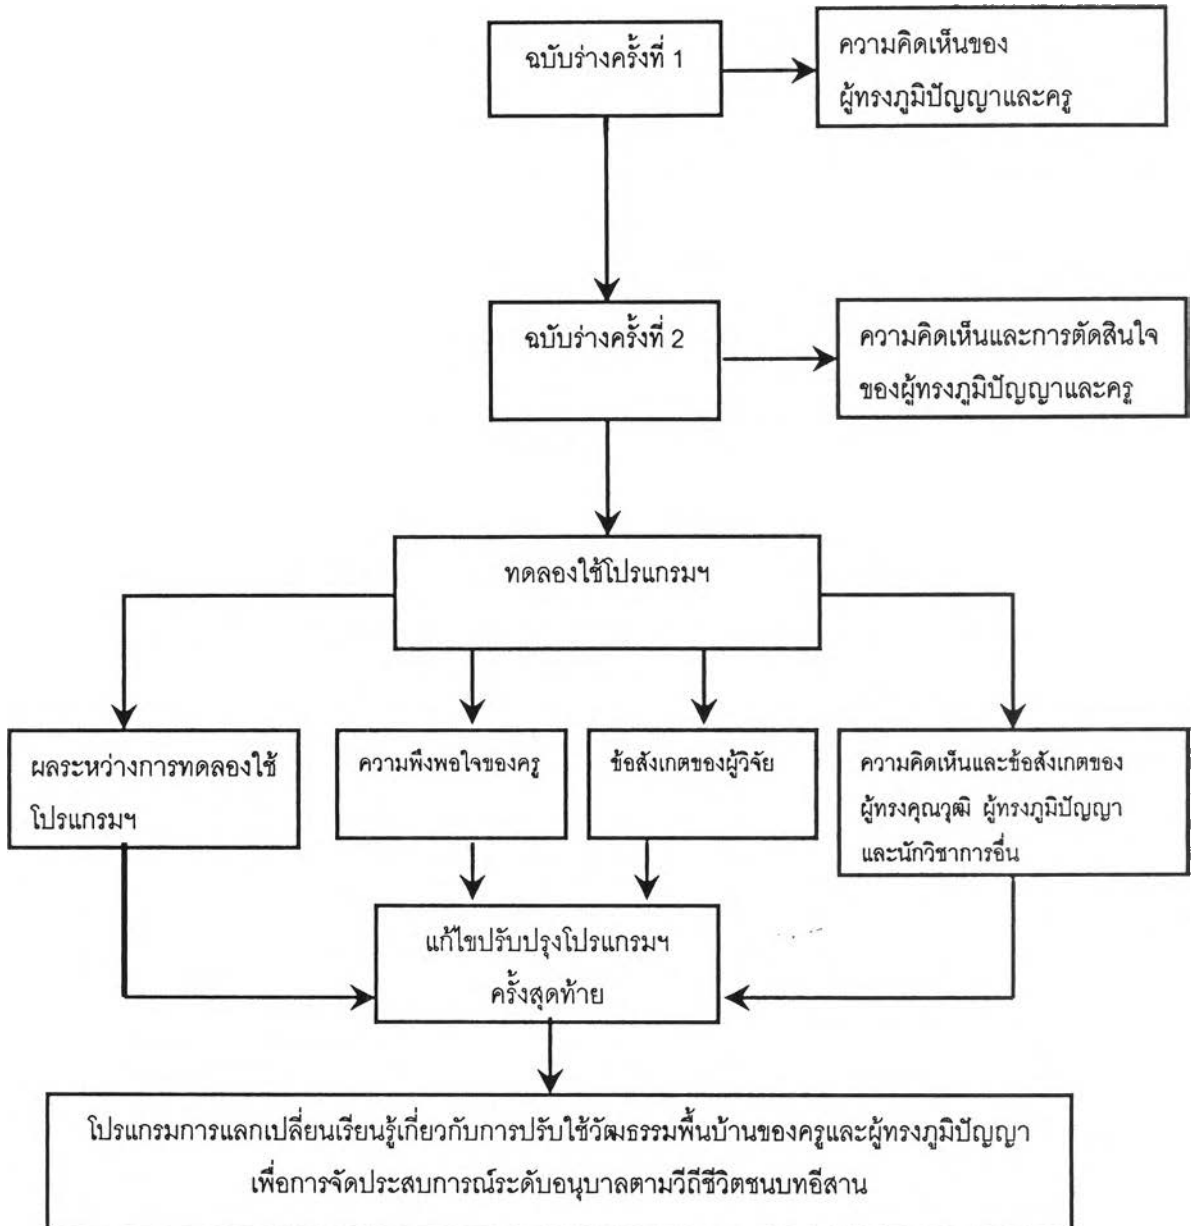 ฉบับร่างครั้งที่ 1
ความคิดเห็นของ
ผู้ทรงภูมิปัญญาและครู
ฉบับร่างครั้งที่ 2
ความคิดเห็นและการตัดสินใจ
ของผู้ทรงภูมิปัญญาและครู
ทดลองใช้โปรแกรมฯ
ผลระหว่างการทดลองใช้
โปรแกรมฯ
ความพึงพอใจของครู
ข้อสังเกตของผู้วิจัย
ความคิดเห็นและข้อสังเกตของ
ผู้ทรงคุณวุฒิ ผู้ทรงภูมิปัญญา
และนักวิชาการอื่น
แก้ไขปรับปรุงโปรแกรมฯ
ครั้งสุดท้าย
โปรแกรมการแลกเปลี่ยนเรียนรู้เกี่ยวกับการปรับใช้วัฒธรรมพื้นบ้านของครูและผู้ทรงภูมิปัญญา
เพื่อการจัดประสบการณ์ระดับอนุบาลตามวีถีชีวิตชนบทอีสาน